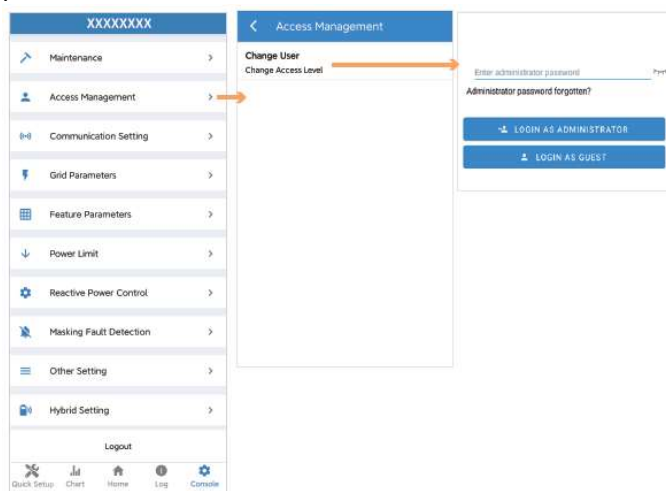 XXXXXXXX
Maintenance
Access Management
Communication Setting
Grid Parameters
Feature Parameters
Power Limit
Reactive Power Control
Masking Fault Detection
Other Setting
Hybrid Setting
Logout
Quick Setup Chart Home Log Console
Access Management
Change User
Change Access Level
Enter administrator password
Administrator password forgotten?
LOGIN AS ADMINISTRATOR
LOGIN AS GUEST